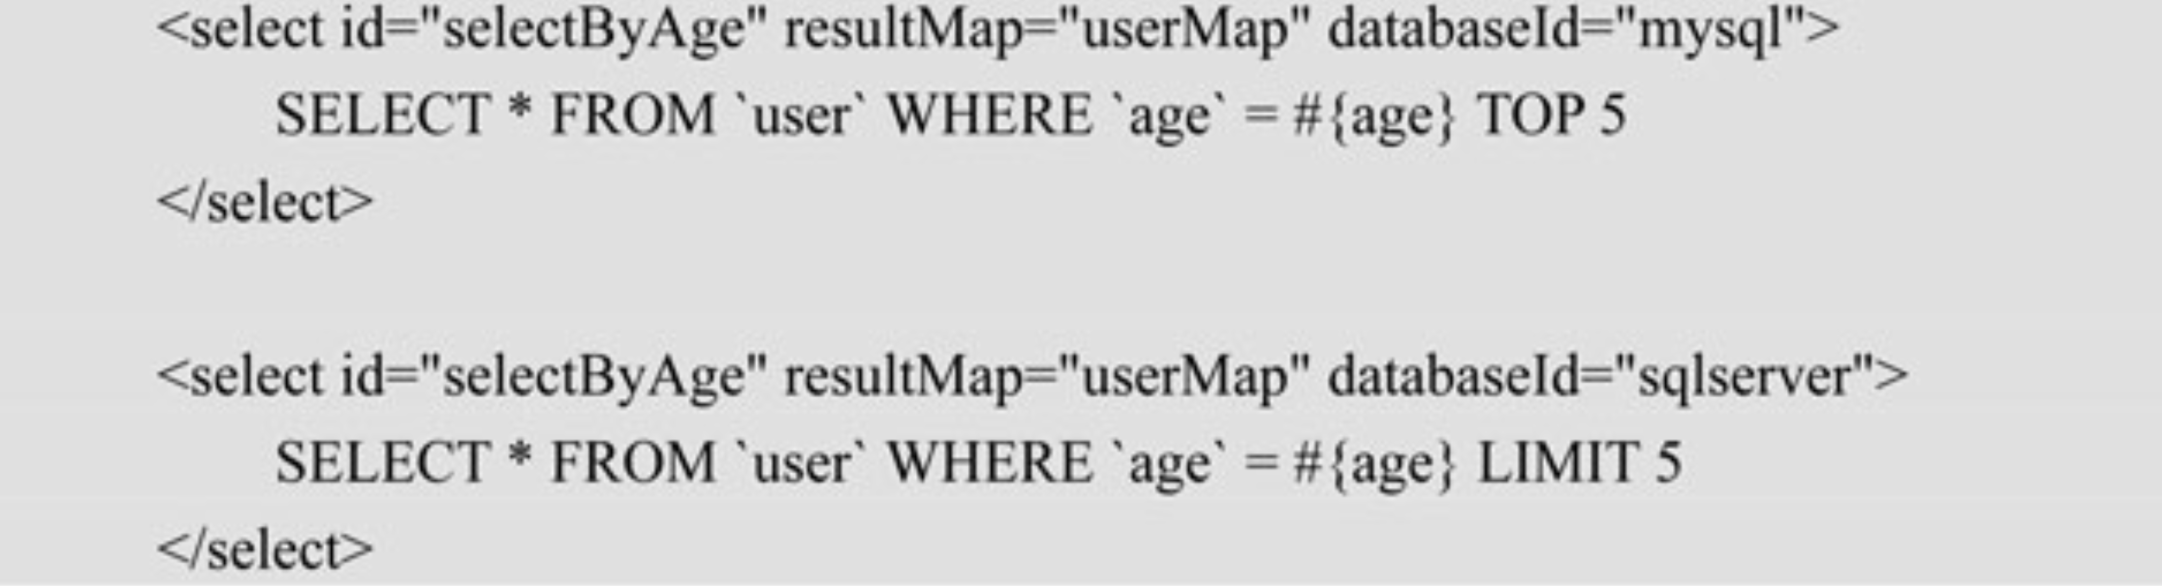 <select id="selectByAge" resultMap="userMap" databaseId="mysql">
SELECT * FROM `user` WHERE `age` = #{age} TOP 5
</select>
<select id="selectByAge" resultMap="userMap" databaseId="sqlserver">
SELECT * FROM `user` WHERE `age` = #{age} LIMIT 5
</select>